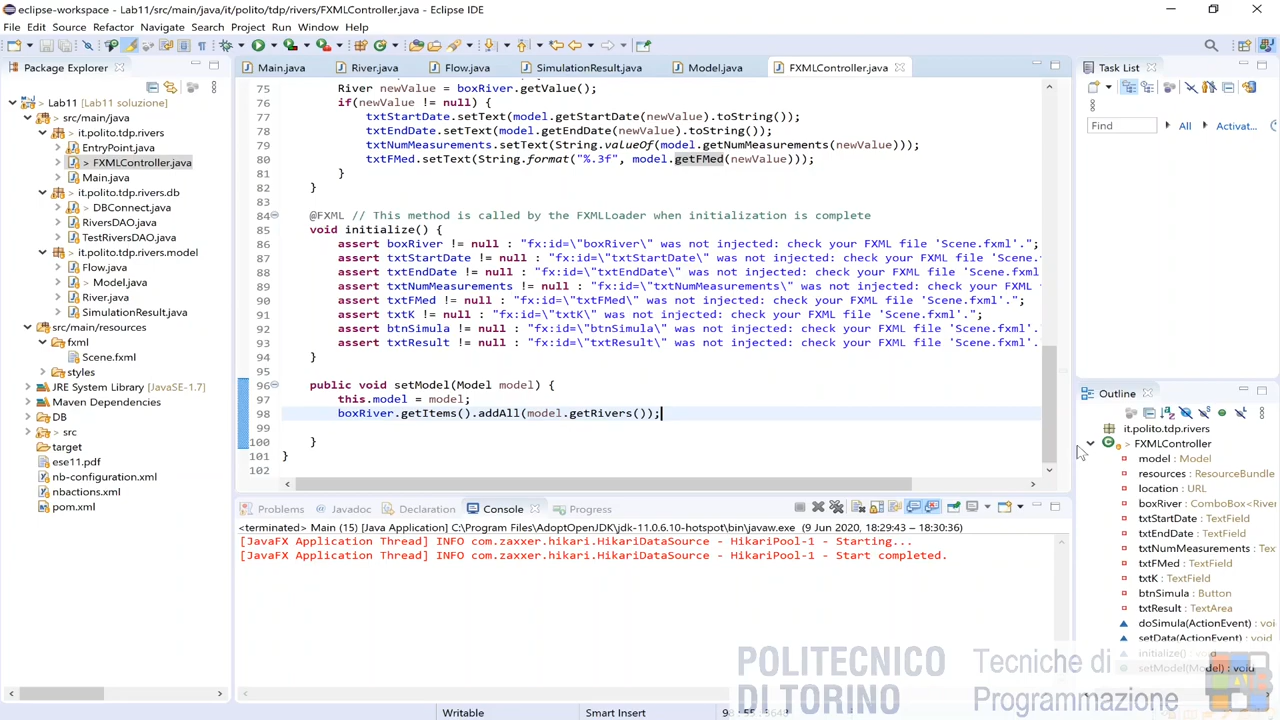 eclipse-workspace - Lab11/src/main/java/it/polito/tdp/rivers/FXMLController.java - Eclipse IDE
File Edit Source Refactor Navigate Search Project Run Window Help
Package Explorer
Lab11 [Lab11 soluzione]
src/main/java
it.polito.tdp.rivers
EntryPoint.java
> FXMLController.java
Main.java
it.polito.tdp.rivers.db
> DBConnect.java
RiversDAO.java
TestRiversDAO.java
it.polito.tdp.rivers.model
Flow.java
> Model.java
River.java
SimulationResult.java
src/main/resources
fxml
Scene.fxml
styles
JRE System Library [JavaSE-1.7]
Maven Dependencies
DB
> src
target
ese11.pdf
nb-configuration.xml
nbactions.xml
pom.xml
Main.java River.java Flow.java SimulationResult.java Model.java FXMLController.java
75 River newValue = boxRiver.getValue();
76 if(newValue != null) {
77 txtStartDate.setText(model.getStartDate(newValue).toString());
78 txtEndDate.setText(model.getEndDate(newValue).toString());
79 txtNumMeasurements.setText(String.valueOf(model.getNumMeasurements(newValue)));
80 txtFMed.setText(String.format("%.3f", model.getFMed(newValue)));
81 }
82 }
83
84 @FXML // This method is called by the FXMLLoader when initialization is complete
85 void initialize() {
86 assert boxRiver != null : "fx:id=\"boxRiver\" was not injected: check your FXML file 'Scene.fxml'.";
87 assert txtStartDate != null : "fx:id=\"txtStartDate\" was not injected: check your FXML file 'Scene.
88 assert txtEndDate != null : "fx:id=\"txtEndDate\" was not injected: check your FXML file 'Scene.fxml
89 assert txtNumMeasurements != null : "fx:id=\"txtNumMeasurements\" was not injected: check your FXML
90 assert txtFMed != null : "fx:id=\"txtFMed\" was not injected: check your FXML file 'Scene.fxml'.";
91 assert txtK != null : "fx:id=\"txtK\" was not injected: check your FXML file 'Scene.fxml'.";
92 assert btnSimula != null : "fx:id=\"btnSimula\" was not injected: check your FXML file 'Scene.fxml'.
93 assert txtResult != null : "fx:id=\"txtResult\" was not injected: check your FXML file 'Scene.fxml'.
94 }
95
96 public void setModel(Model model) {
97 this.model = model;
98 boxRiver.getItems().addAll(model.getRivers());
99
100 }
101 }
102
Problems Javadoc Declaration Console Progress
<terminated> Main (15) [Java Application] C:\Program Files\AdoptOpenJDK\jdk-11.0.6.10-hotspot\bin\javaw.exe (9 Jun 2020, 18:29:43 – 18:30:36)
[JavaFX Application Thread] INFO com.zaxxer.hikari.HikariDataSource - HikariPool-1 - Starting...
[JavaFX Application Thread] INFO com.zaxxer.hikari.HikariDataSource - HikariPool-1 - Start completed.
Task List
Find All Activat...
Outline
it.polito.tdp.rivers
> FXMLController
model : Model
resources : ResourceBundle
location : URL
boxRiver : ComboBox<River
txtStartDate : TextField
txtEndDate : TextField
txtNumMeasurements : Tex
txtFMed : TextField
txtK : TextField
btnSimula : Button
txtResult : TextArea
doSimula(ActionEvent) : void
setData(ActionEvent) : void
initialize() : void
setModel(Model) : void
POLITECNICO DI TORINO
Tecniche di Programmazione
Writable Smart Insert